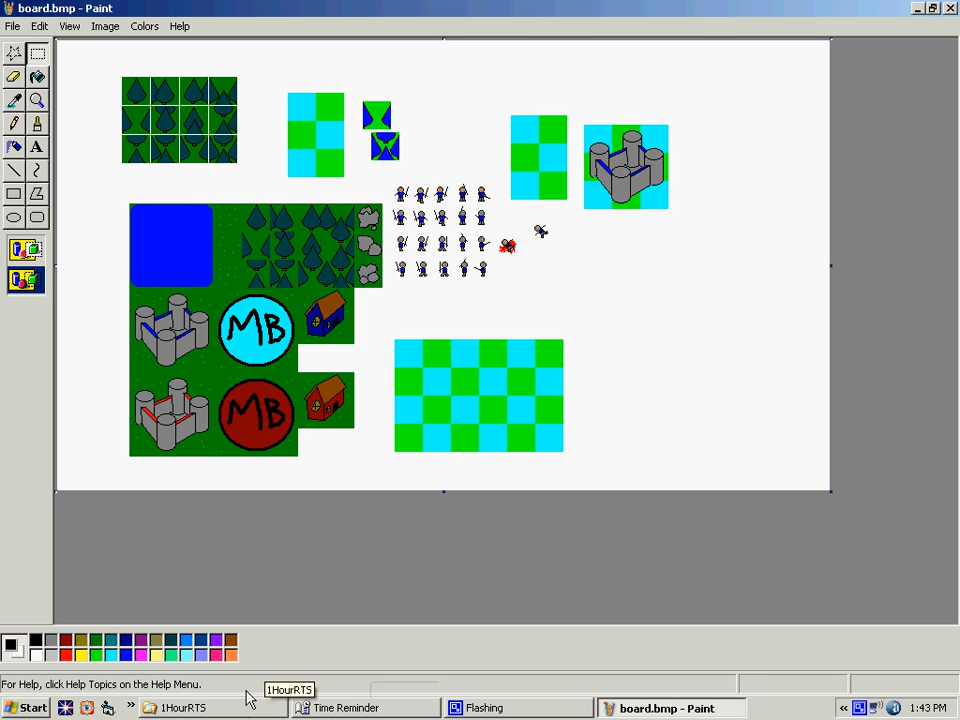 board.bmp - Paint
File Edit View Image Colors Help
A
MB
MB
For Help, click Help Topics on the Help Menu.
1HourRTS
Start 1HourRTS Time Reminder Flashing board.bmp - Paint 1:43 PM